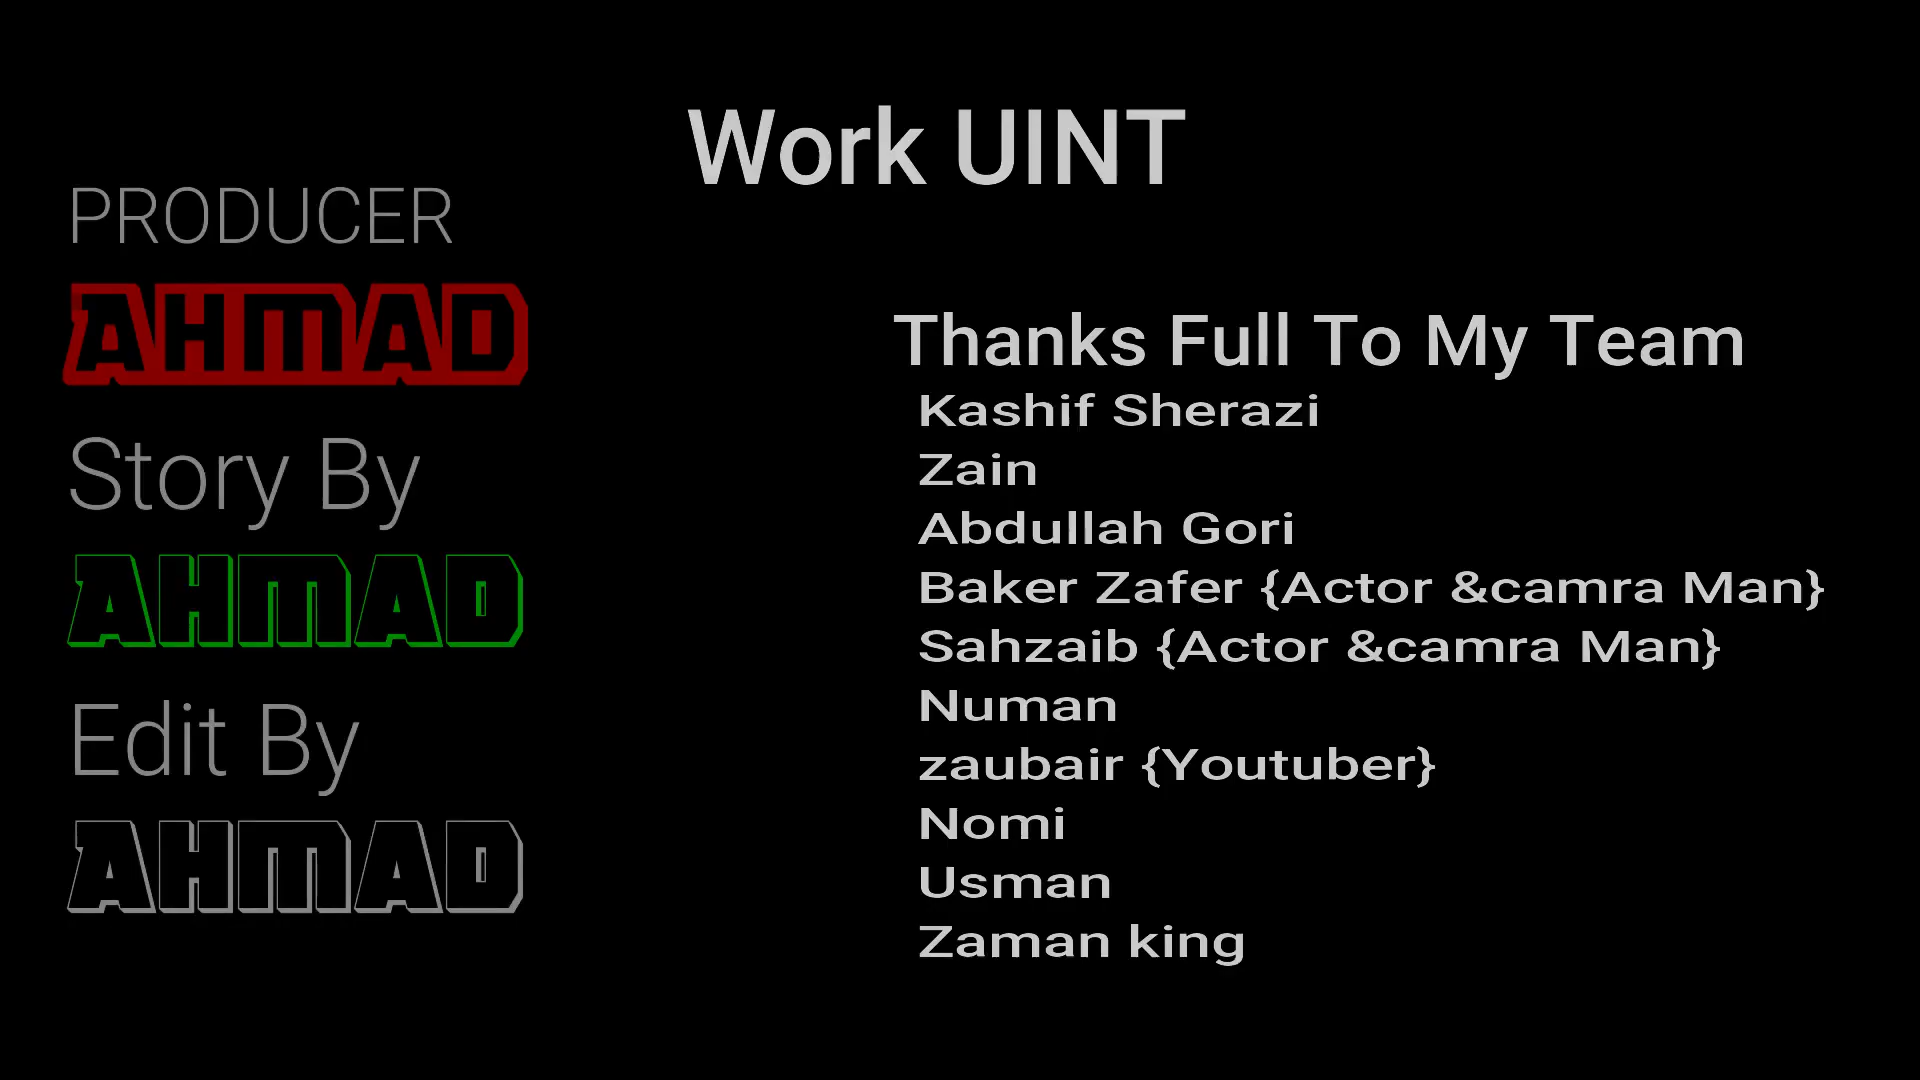 Work UINT
PRODUCER
AHMAD
Story By
AHMAD
Edit By
AHMAD
Thanks Full To My Team
Kashif Sherazi
Zain
Abdullah Gori
Baker Zafer {Actor &camra Man}
Sahzaib {Actor &camra Man}
Numan
zaubair {Youtuber}
Nomi
Usman
Zaman king